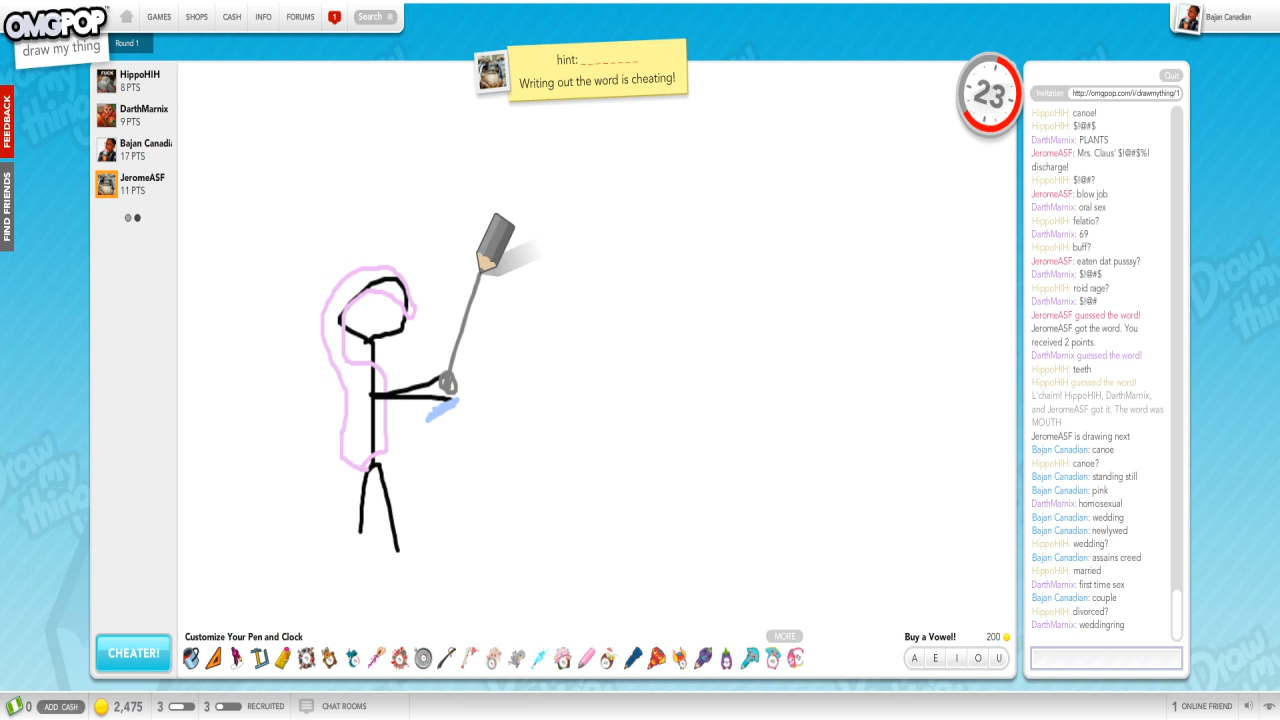 OMGPOP
draw my thing
GAMES
SHOPS
CASH
INFO
FORUMS
1
Search
Bajan Canadian
Round 1
hint: _ _ _ _ _ _ _ _
Writing out the word is cheating!
23
FEEDBACK
FIND FRIENDS
HippoHIH
8 PTS
DarthMarnix
9 PTS
Bajan Canadi
17 PTS
JeromeASF
11 PTS
Quit
Invitation http://omgpop.com/i/drawmything/1
HippoHIH: canoe!
HippoHIH: $!@#$
DarthMarnix: PLANTS
JeromeASF: Mrs. Claus' $!@#$%!
discharge!
HippoHIH: $!@#?
JeromeASF: blow job
DarthMarnix: oral sex
HippoHIH: felatio?
DarthMarnix: 69
HippoHIH: buff?
JeromeASF: eaten dat pusssy?
DarthMarnix: $!@#$
HippoHIH: roid rage?
DarthMarnix: $!@#
JeromeASF guessed the word!
JeromeASF got the word. You
received 2 points.
DarthMarnix guessed the word!
HippoHIH: teeth
HippoHIH guessed the word!
L'chaim! HippoHIH, DarthMarnix,
and JeromeASF got it. The word was
MOUTH
JeromeASF is drawing next
Bajan Canadian: canoe
HippoHIH: canoe?
Bajan Canadian: standing still
Bajan Canadian: pink
DarthMarnix: homosexual
Bajan Canadian: wedding
Bajan Canadian: newlywed
HippoHIH: wedding?
Bajan Canadian: assains creed
HippoHIH: married
DarthMarnix: first time sex
Bajan Canadian: couple
HippoHIH: divorced?
DarthMarnix: weddingring
Customize Your Pen and Clock
MORE
Buy a Vowel!
200
CHEATER!
A E I O U
0
ADD CASH
2,475
3
3
RECRUITED
CHAT ROOMS
1 ONLINE FRIEND